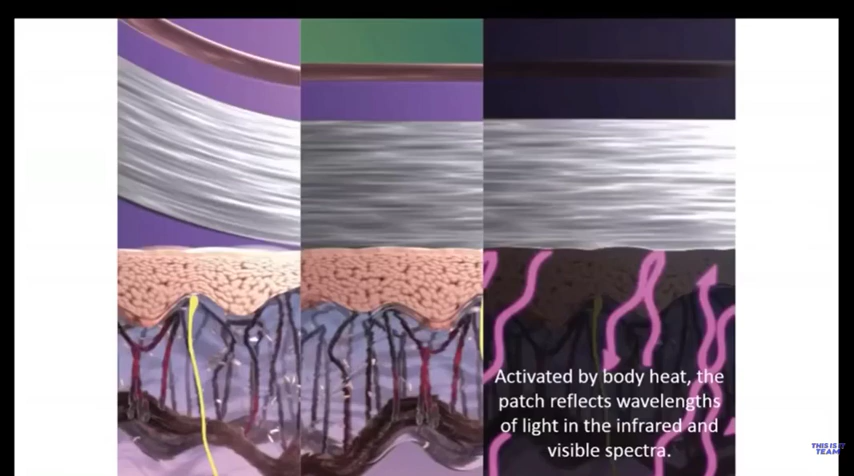 Activated by body heat, the
patch reflects wavelengths
of light in the infrared and
visible spectra.
THIS IS IT
TEAM